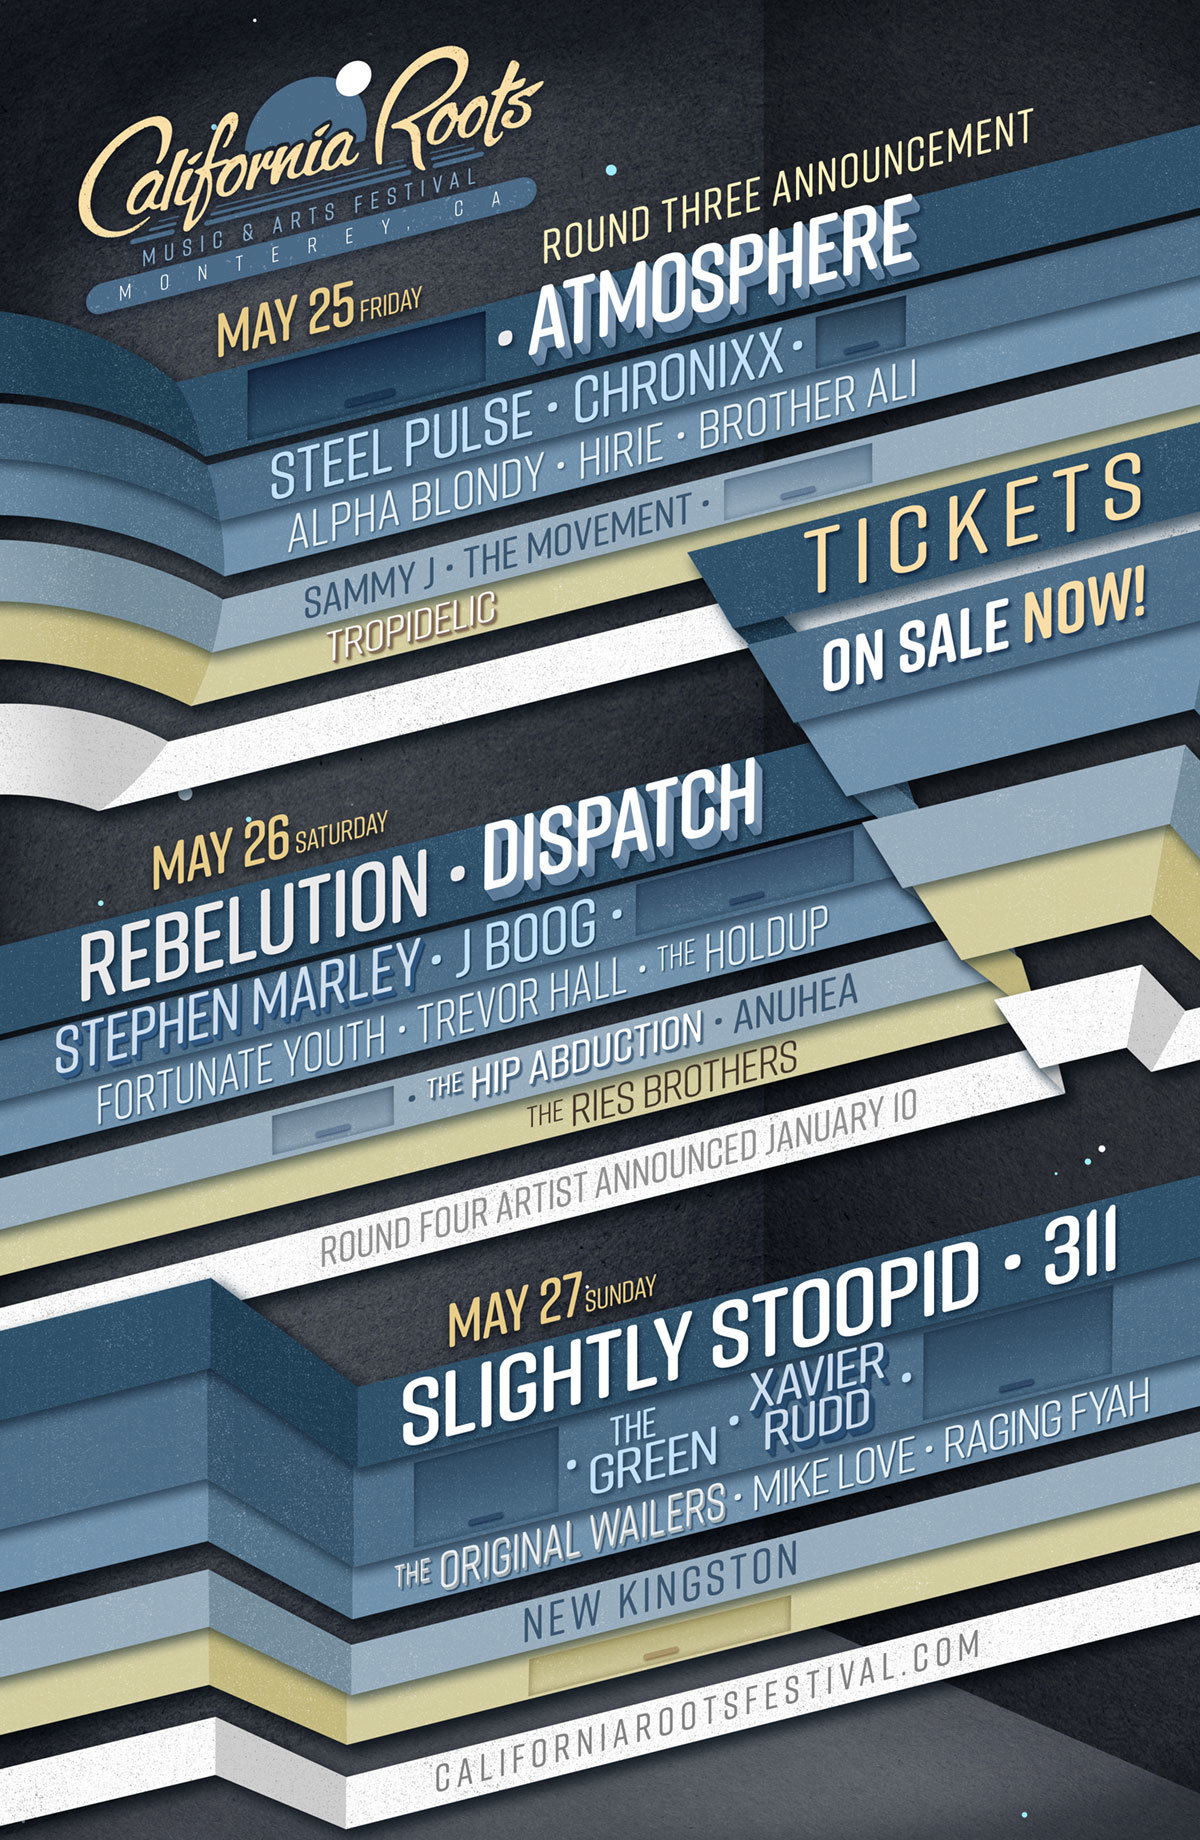 California Roots
MUSIC & ARTS FESTIVAL
MONTEREY, CA
ROUND THREE ANNOUNCEMENT
MAY 25 FRIDAY
• ATMOSPHERE
STEEL PULSE • CHRONIXX •
ALPHA BLONDY • HIRIE • BROTHER ALI
SAMMY J • THE MOVEMENT •
TROPIDELIC
TICKETS
ON SALE NOW!
MAY 26 SATURDAY
REBELUTION • DISPATCH
STEPHEN MARLEY • J BOOG •
FORTUNATE YOUTH • TREVOR HALL • THE HOLDUP
• THE HIP ABDUCTION • ANUHEA
THE RIES BROTHERS
ROUND FOUR ARTIST ANNOUNCED JANUARY 10
MAY 27 SUNDAY
SLIGHTLY STOOPID • 311
• THE GREEN • XAVIER RUDD •
THE ORIGINAL WAILERS • MIKE LOVE • RAGING FYAH
NEW KINGSTON
CALIFORNIAROOTSFESTIVAL.COM